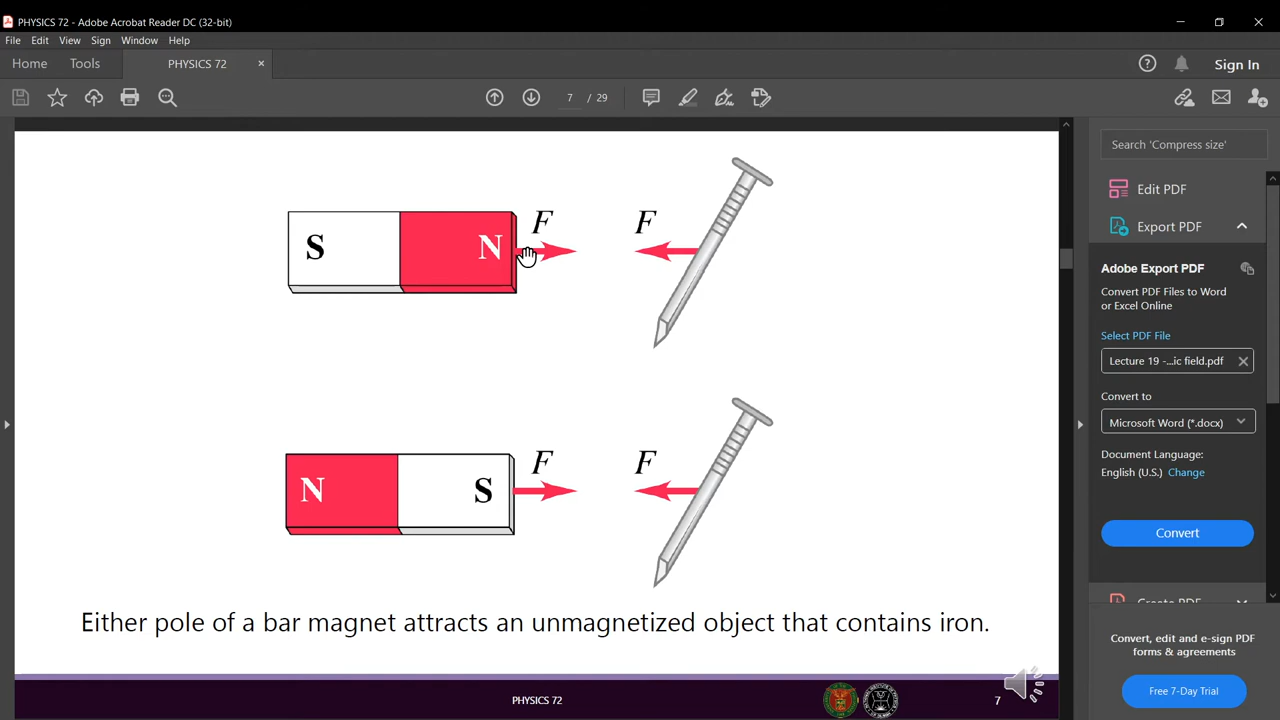 PHYSICS 72 - Adobe Acrobat Reader DC (32-bit)
File Edit View Sign Window Help
Home Tools PHYSICS 72 ×
Sign In
7 / 29
Search 'Compress size'
Edit PDF
Export PDF
Adobe Export PDF
Convert PDF Files to Word
or Excel Online
Select PDF File
Lecture 19 -...ic field.pdf
Convert to
Microsoft Word (*.docx)
Document Language:
English (U.S.) Change
Convert
Create PDF
Convert, edit and e-sign PDF
forms & agreements
Free 7-Day Trial
S N F F
N S F F
Either pole of a bar magnet attracts an unmagnetized object that contains iron.
PHYSICS 72
7